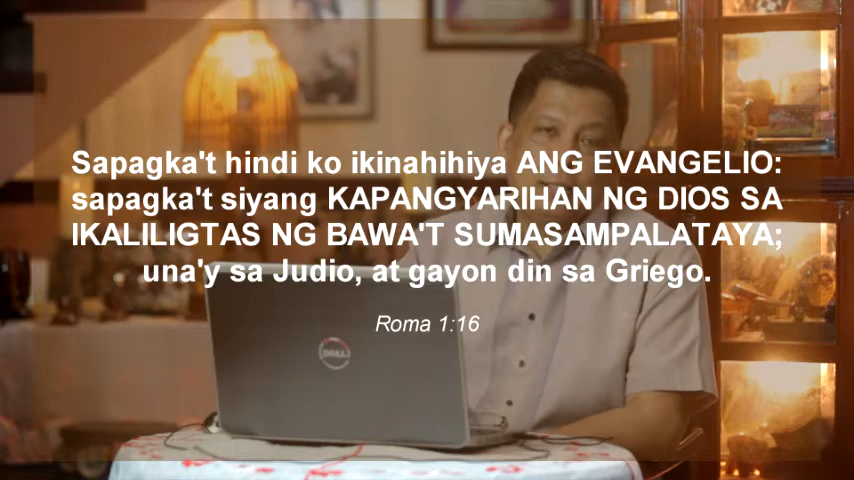 Sapagka't hindi ko ikinahihiya ANG EVANGELIO:
sapagka't siyang KAPANGYARIHAN NG DIOS SA
IKALILIGTAS NG BAWA'T SUMASAMPALATAYA;
una'y sa Judio, at gayon din sa Griego.
Roma 1:16
DELL